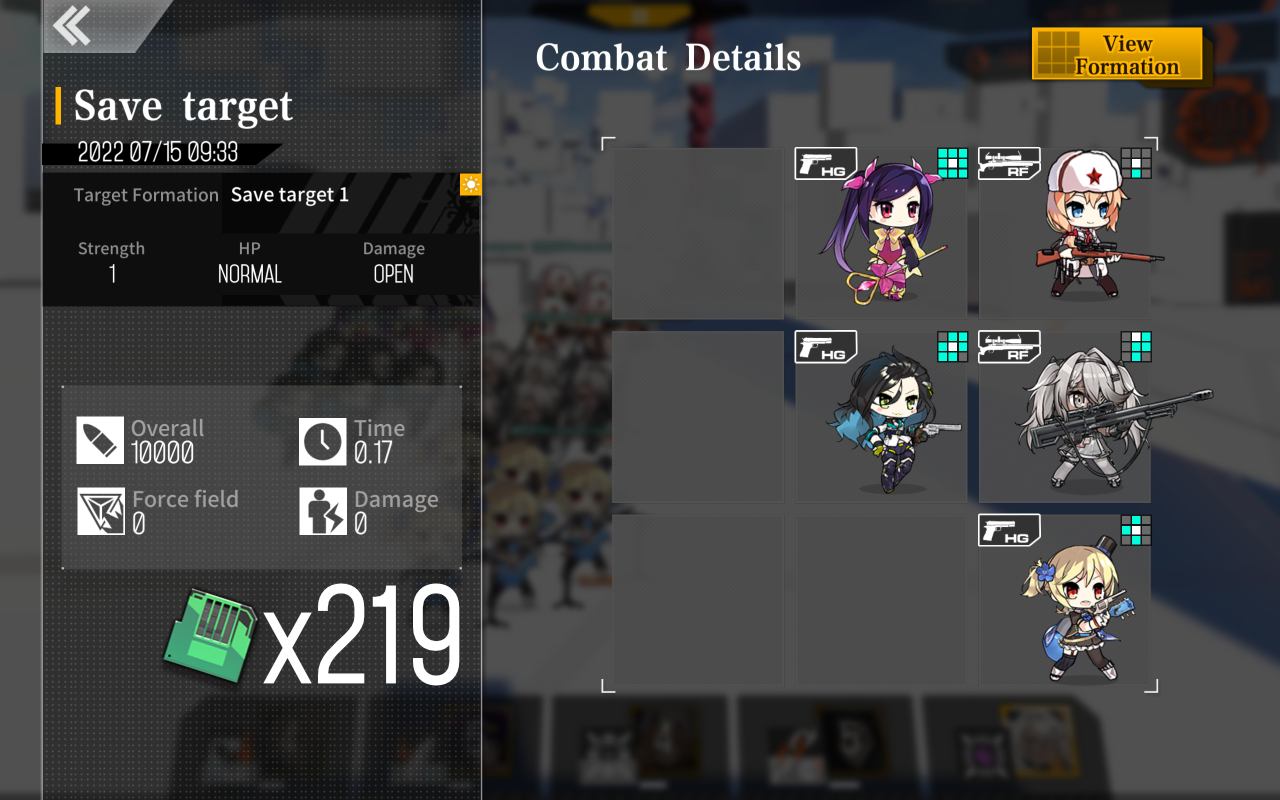 Combat Details
View
Formation
Save target
2022 07/15 09:33
Target Formation Save target 1
Strength HP Damage
1 NORMAL OPEN
HG RF
HG RF
Overall Time
10000 0.17
Force field Damage
0 0
HG
x219